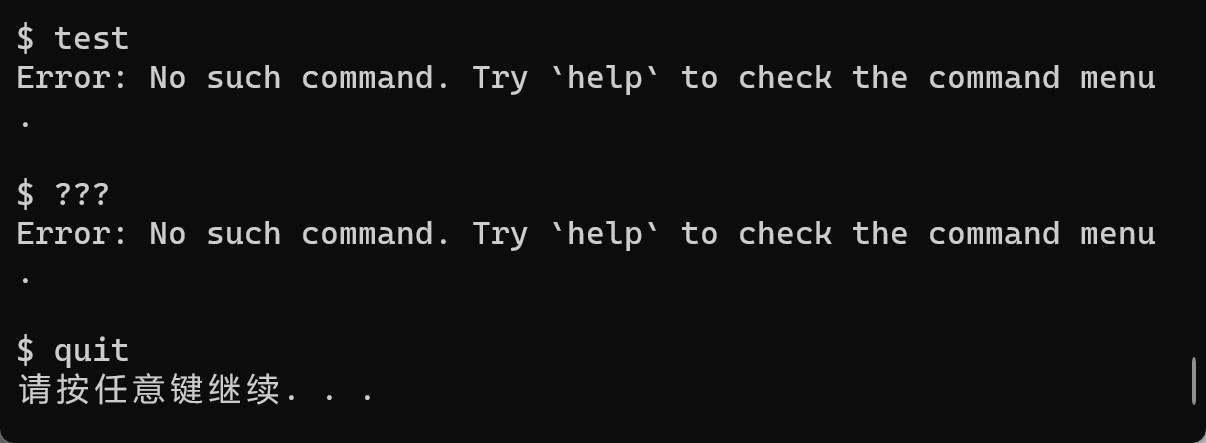 $ test
Error: No such command. Try `help` to check the command menu
.
$ ???
Error: No such command. Try `help` to check the command menu
.
$ quit
请按任意键继续. . .